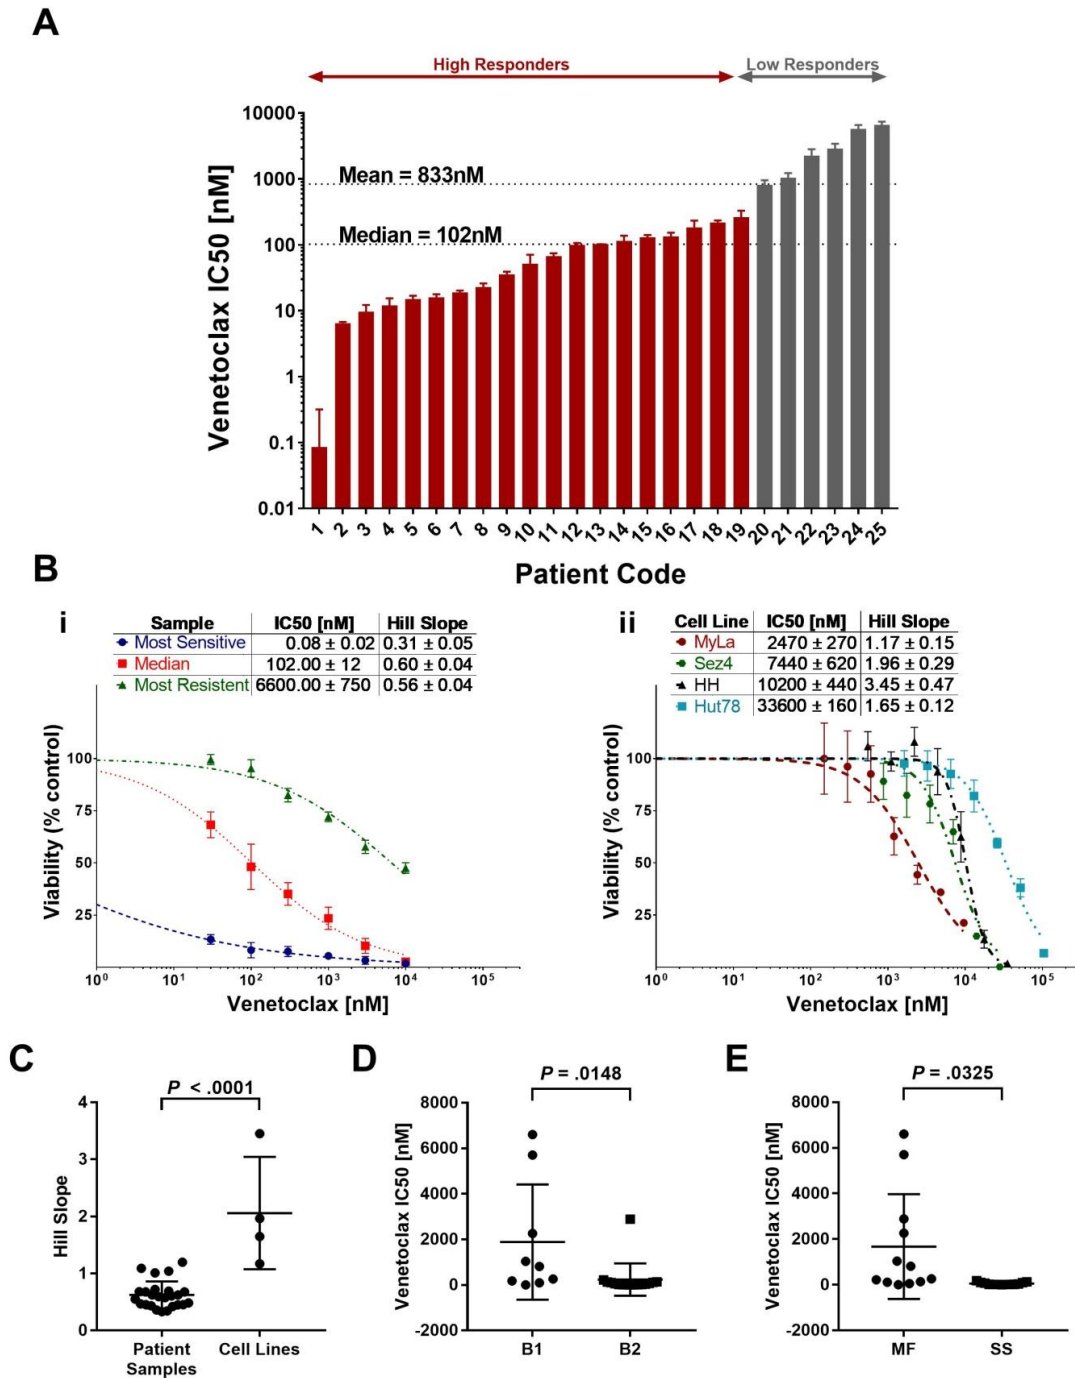 A
High Responders
Low Responders
Venetoclax IC50 [nM]
10000
1000
100
10
1
0.1
0.01
Mean = 833nM
Median = 102nM
1 2 3 4 5 6 7 8 9 10 11 12 13 14 15 16 17 18 19 20 21 22 23 24 25
Patient Code
B
i
Sample IC50 [nM] Hill Slope
Most Sensitive 0.08 ± 0.02 0.31 ± 0.05
Median 102.00 ± 12 0.60 ± 0.04
Most Resistent 6600.00 ± 750 0.56 ± 0.04
Viability (% control)
100
75
50
25
10⁰ 10¹ 10² 10³ 10⁴ 10⁵
Venetoclax [nM]
ii
Cell Line IC50 [nM] Hill Slope
MyLa 2470 ± 270 1.17 ± 0.15
Sez4 7440 ± 620 1.96 ± 0.29
HH 10200 ± 440 3.45 ± 0.47
Hut78 33600 ± 160 1.65 ± 0.12
Viability (% control)
100
75
50
25
10⁰ 10¹ 10² 10³ 10⁴ 10⁵
Venetoclax [nM]
C
P < .0001
Hill Slope
4
3
2
1
0
Patient Samples
Cell Lines
D
P = .0148
Venetoclax IC50 [nM]
8000
6000
4000
2000
0
-2000
B1 B2
E
P = .0325
Venetoclax IC50 [nM]
8000
6000
4000
2000
0
-2000
MF SS